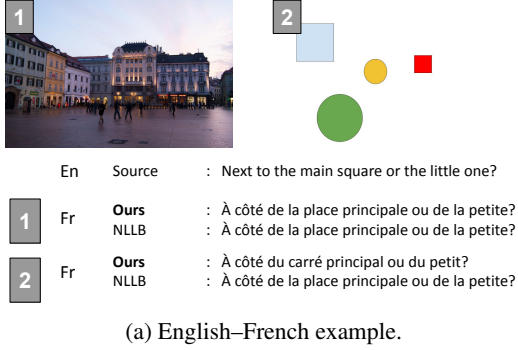 1
2
En Source : Next to the main square or the little one?
1 Fr Ours : À côté de la place principale ou de la petite?
NLLB : À côté de la place principale ou de la petite?
2 Fr Ours : À côté du carré principal ou du petit?
NLLB : À côté de la place principale ou de la petite?
(a) English–French example.